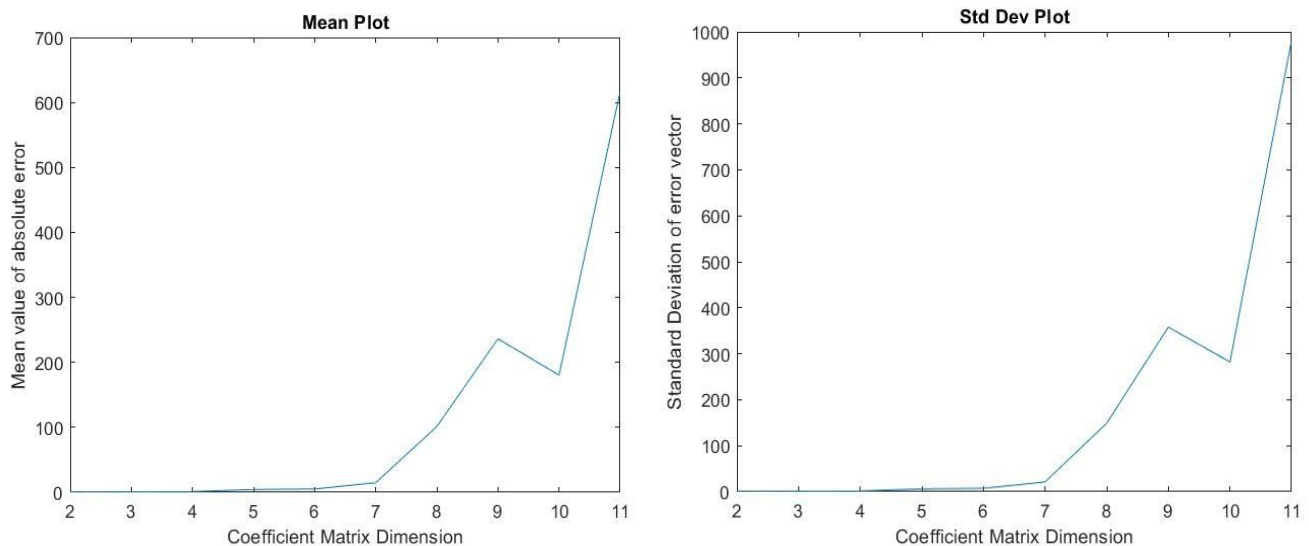 Mean Plot
Mean value of absolute error
700
600
500
400
300
200
100
0
2 3 4 5 6 7 8 9 10 11
Coefficient Matrix Dimension
Std Dev Plot
Standard Deviation of error vector
1000
900
800
700
600
500
400
300
200
100
0
2 3 4 5 6 7 8 9 10 11
Coefficient Matrix Dimension